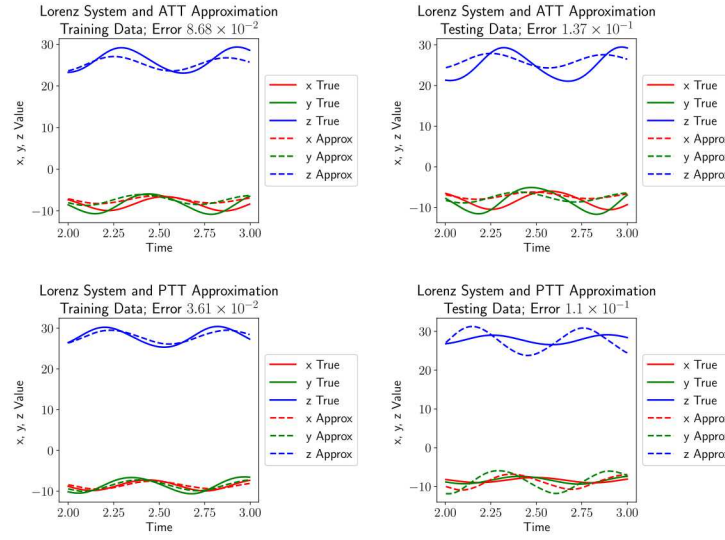 Lorenz System and ATT Approximation
Training Data; Error 8.68 × 10⁻²
30
20
10
0
−10
x, y, z Value
2.00
2.25
2.50
2.75
3.00
Time
x True
y True
z True
x Approx
y Approx
z Approx
Lorenz System and ATT Approximation
Testing Data; Error 1.37 × 10⁻¹
30
20
10
0
−10
x, y, z Value
2.00
2.25
2.50
2.75
3.00
Time
x True
y True
z True
x Approx
y Approx
z Approx
Lorenz System and PTT Approximation
Training Data; Error 3.61 × 10⁻²
30
20
10
0
−10
x, y, z Value
2.00
2.25
2.50
2.75
3.00
Time
x True
y True
z True
x Approx
y Approx
z Approx
Lorenz System and PTT Approximation
Testing Data; Error 1.1 × 10⁻¹
30
20
10
0
−10
x, y, z Value
2.00
2.25
2.50
2.75
3.00
Time
x True
y True
z True
x Approx
y Approx
z Approx